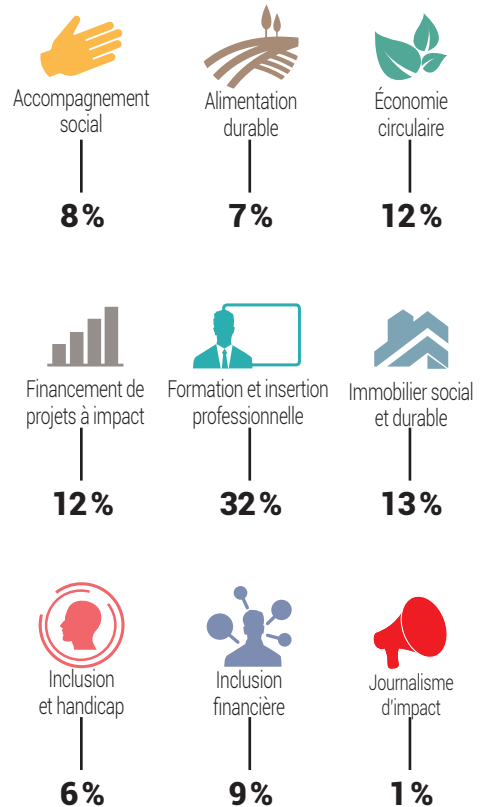 Accompagnement
social
8%
Alimentation
durable
7%
Économie
circulaire
12%
Financement de
projets à impact
12%
Formation et insertion
professionnelle
32%
Immobilier social
et durable
13%
Inclusion
et handicap
6%
Inclusion
financière
9%
Journalisme
d'impact
1%